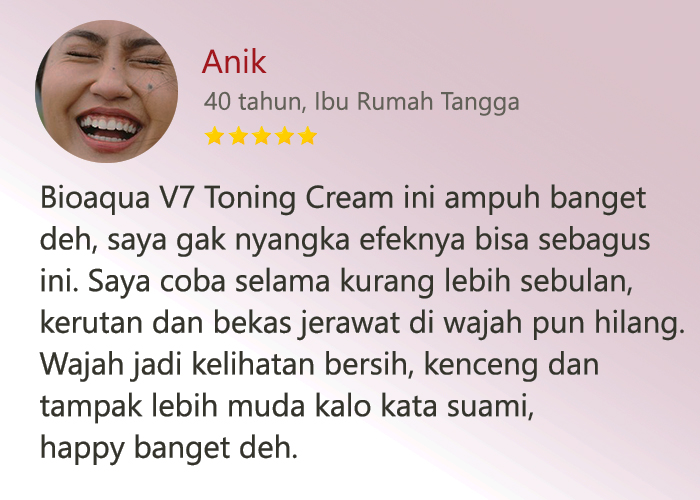 Anik
40 tahun, Ibu Rumah Tangga
Bioaqua V7 Toning Cream ini ampuh banget
deh, saya gak nyangka efeknya bisa sebagus
ini. Saya coba selama kurang lebih sebulan,
kerutan dan bekas jerawat di wajah pun hilang.
Wajah jadi kelihatan bersih, kenceng dan
tampak lebih muda kalo kata suami,
happy banget deh.